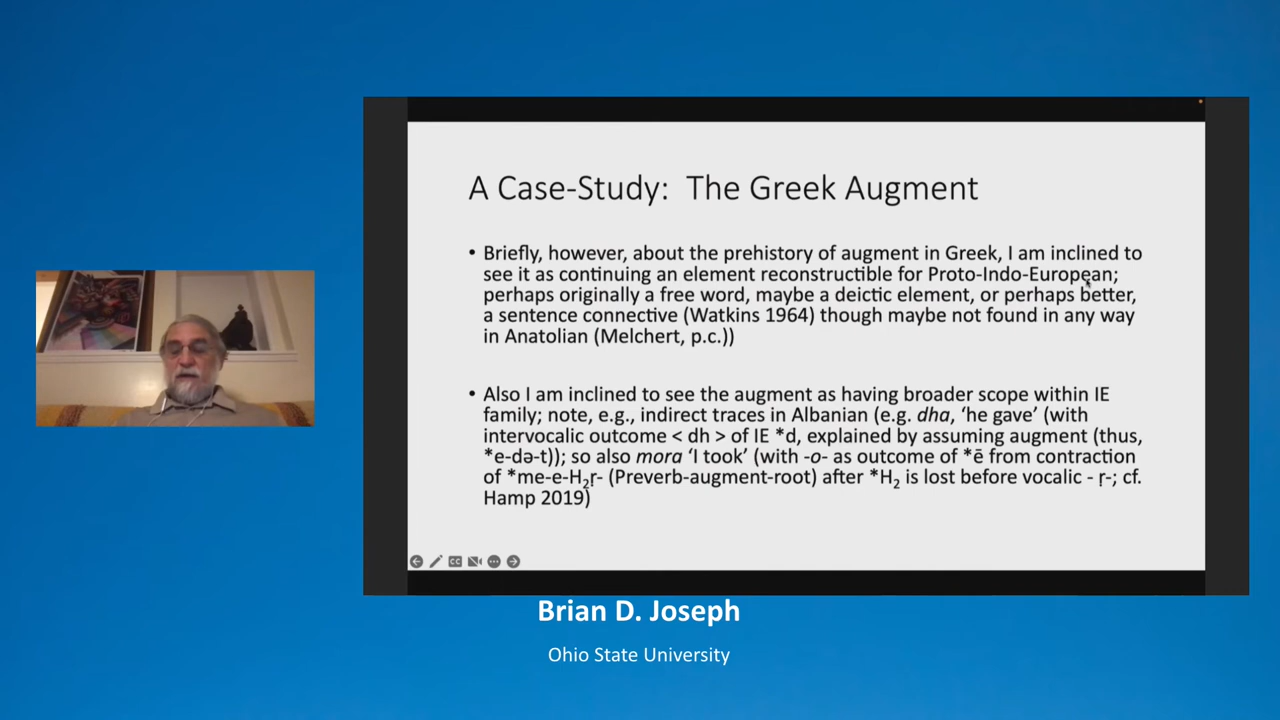 A Case-Study: The Greek Augment
• Briefly, however, about the prehistory of augment in Greek, I am inclined to
see it as continuing an element reconstructible for Proto-Indo-European;
perhaps originally a free word, maybe a deictic element, or perhaps better,
a sentence connective (Watkins 1964) though maybe not found in any way
in Anatolian (Melchert, p.c.))
• Also I am inclined to see the augment as having broader scope within IE
family; note, e.g., indirect traces in Albanian (e.g. dha, ‘he gave’ (with
intervocalic outcome < dh > of IE *d, explained by assuming augment (thus,
*e-də-t)); so also mora ‘I took’ (with -o- as outcome of *ē from contraction
of *me-e-H₂r̥- (Preverb-augment-root) after *H₂ is lost before vocalic - r̥-; cf.
Hamp 2019)
CC
Brian D. Joseph
Ohio State University